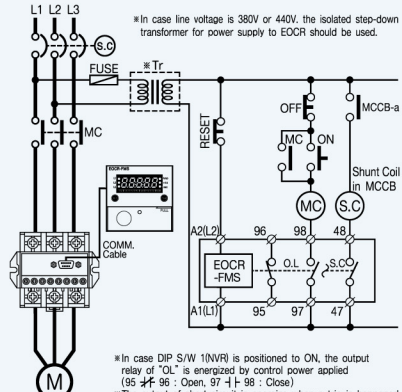 L1 L2 L3
※In case line voltage is 380V or 440V. the isolated step-down
transformer for power supply to EOCR should be used.
S.C
FUSE
※Tr
OFF
MCCB-a
RESET
MC
MC ON
Shunt Coil
in MCCB
EOCR-FMS
MC
S.C
COMM.
Cable
A2(L2) 96 98 48
EOCR
-FMS
O.L
S.C
A1(L1) 95 97 47
M
※In case DIP S/W 1(NVR) is positioned to ON, the output
relay of "OL" is energized by control power applied
(95 96 : Open, 97 98 : Close)